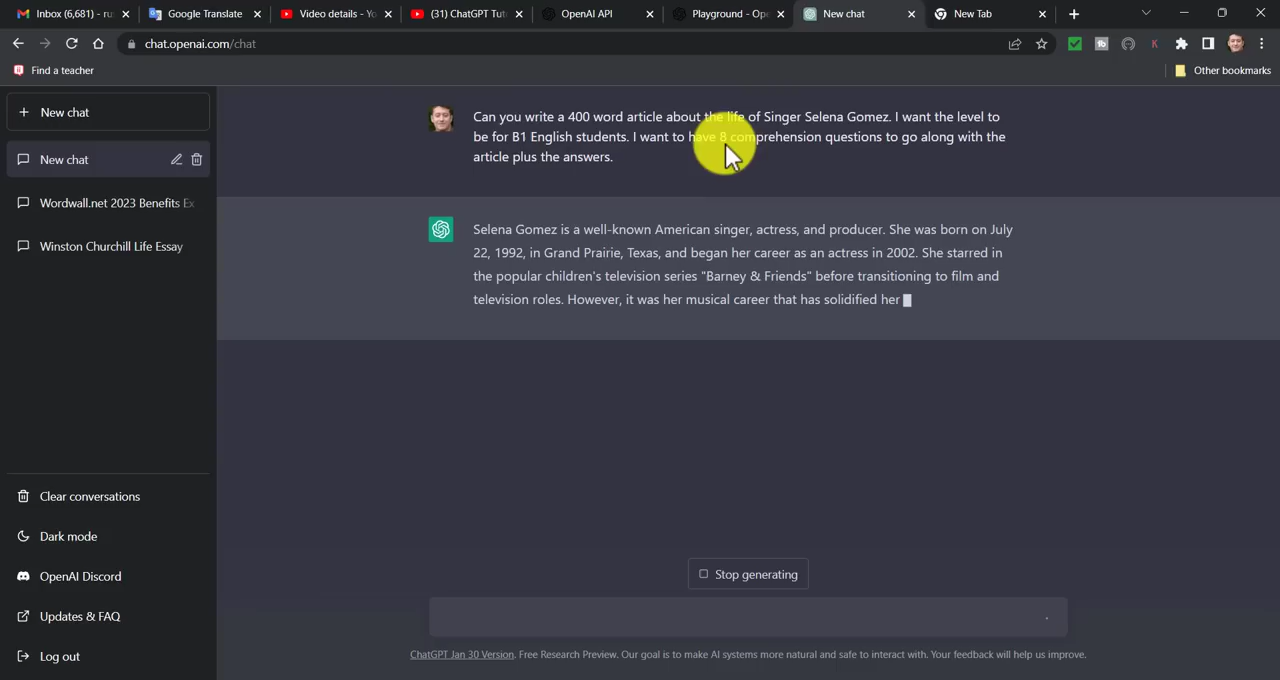 Inbox (6,681) - ru
Google Translate
Video details - Yo
(31) ChatGPT Tut
OpenAI API
Playground - Ope
New chat
New Tab
chat.openai.com/chat
Find a teacher
Other bookmarks
New chat
New chat
Wordwall.net 2023 Benefits Ex
Winston Churchill Life Essay
Can you write a 400 word article about the life of Singer Selena Gomez. I want the level to
be for B1 English students. I want to have 8 comprehension questions to go along with the
article plus the answers.
Selena Gomez is a well-known American singer, actress, and producer. She was born on July
22, 1992, in Grand Prairie, Texas, and began her career as an actress in 2002. She starred in
the popular children's television series "Barney & Friends" before transitioning to film and
television roles. However, it was her musical career that has solidified her
Clear conversations
Dark mode
OpenAI Discord
Updates & FAQ
Log out
Stop generating
ChatGPT Jan 30 Version. Free Research Preview. Our goal is to make AI systems more natural and safe to interact with. Your feedback will help us improve.